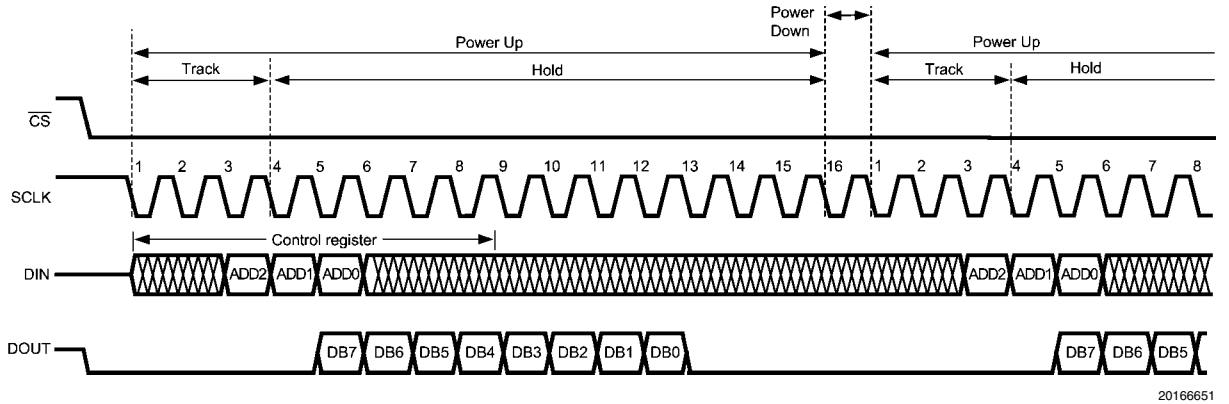 Power Down
Power Up
Power Up
Track
Hold
Track
Hold
CS
SCLK
1 2 3 4 5 6 7 8 9 10 11 12 13 14 15 16 1 2 3 4 5 6 7 8
Control register
DIN
ADD2 ADD1 ADD0 ADD2 ADD1 ADD0
DOUT
DB7 DB6 DB5 DB4 DB3 DB2 DB1 DB0 DB7 DB6 DB5
20166651